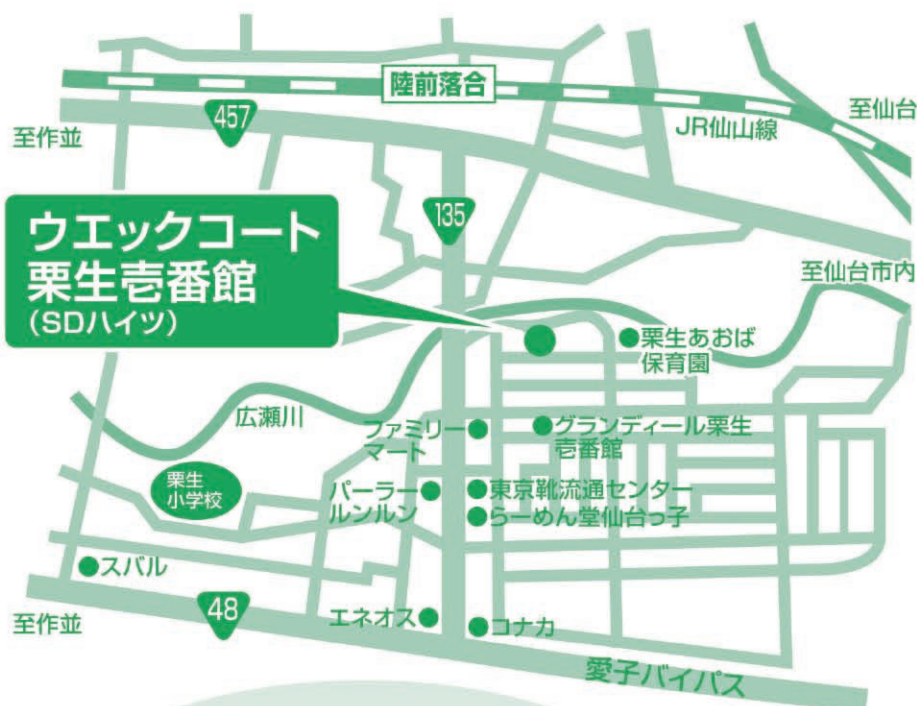 陸前落合
至仙台
457
JR仙山線
至作並
135
ウエックコート
栗生壱番館
(SDハイツ)
至仙台市内
栗生あおば
保育園
広瀬川
ファミリー
マート
グランディール栗生
壱番館
栗生
小学校
パーラー
ルンルン
東京靴流通センター
らーめん堂仙台っ子
スバル
48
至作並
エネオス
コナカ
愛子バイパス